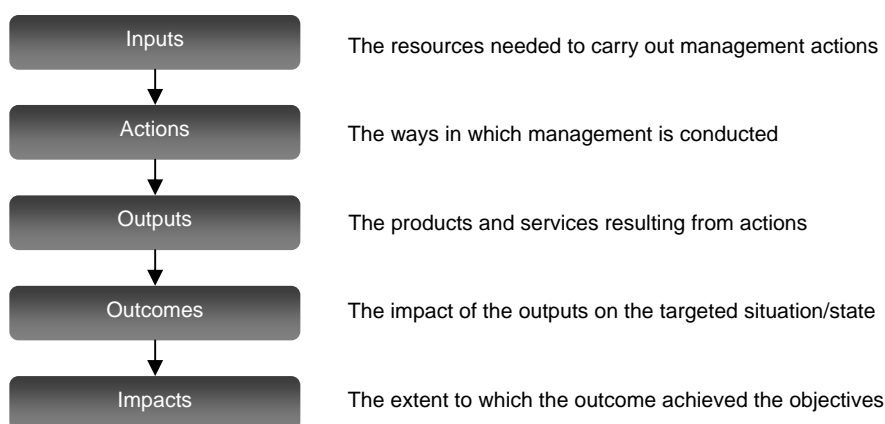 Inputs
The resources needed to carry out management actions
Actions
The ways in which management is conducted
Outputs
The products and services resulting from actions
Outcomes
The impact of the outputs on the targeted situation/state
Impacts
The extent to which the outcome achieved the objectives